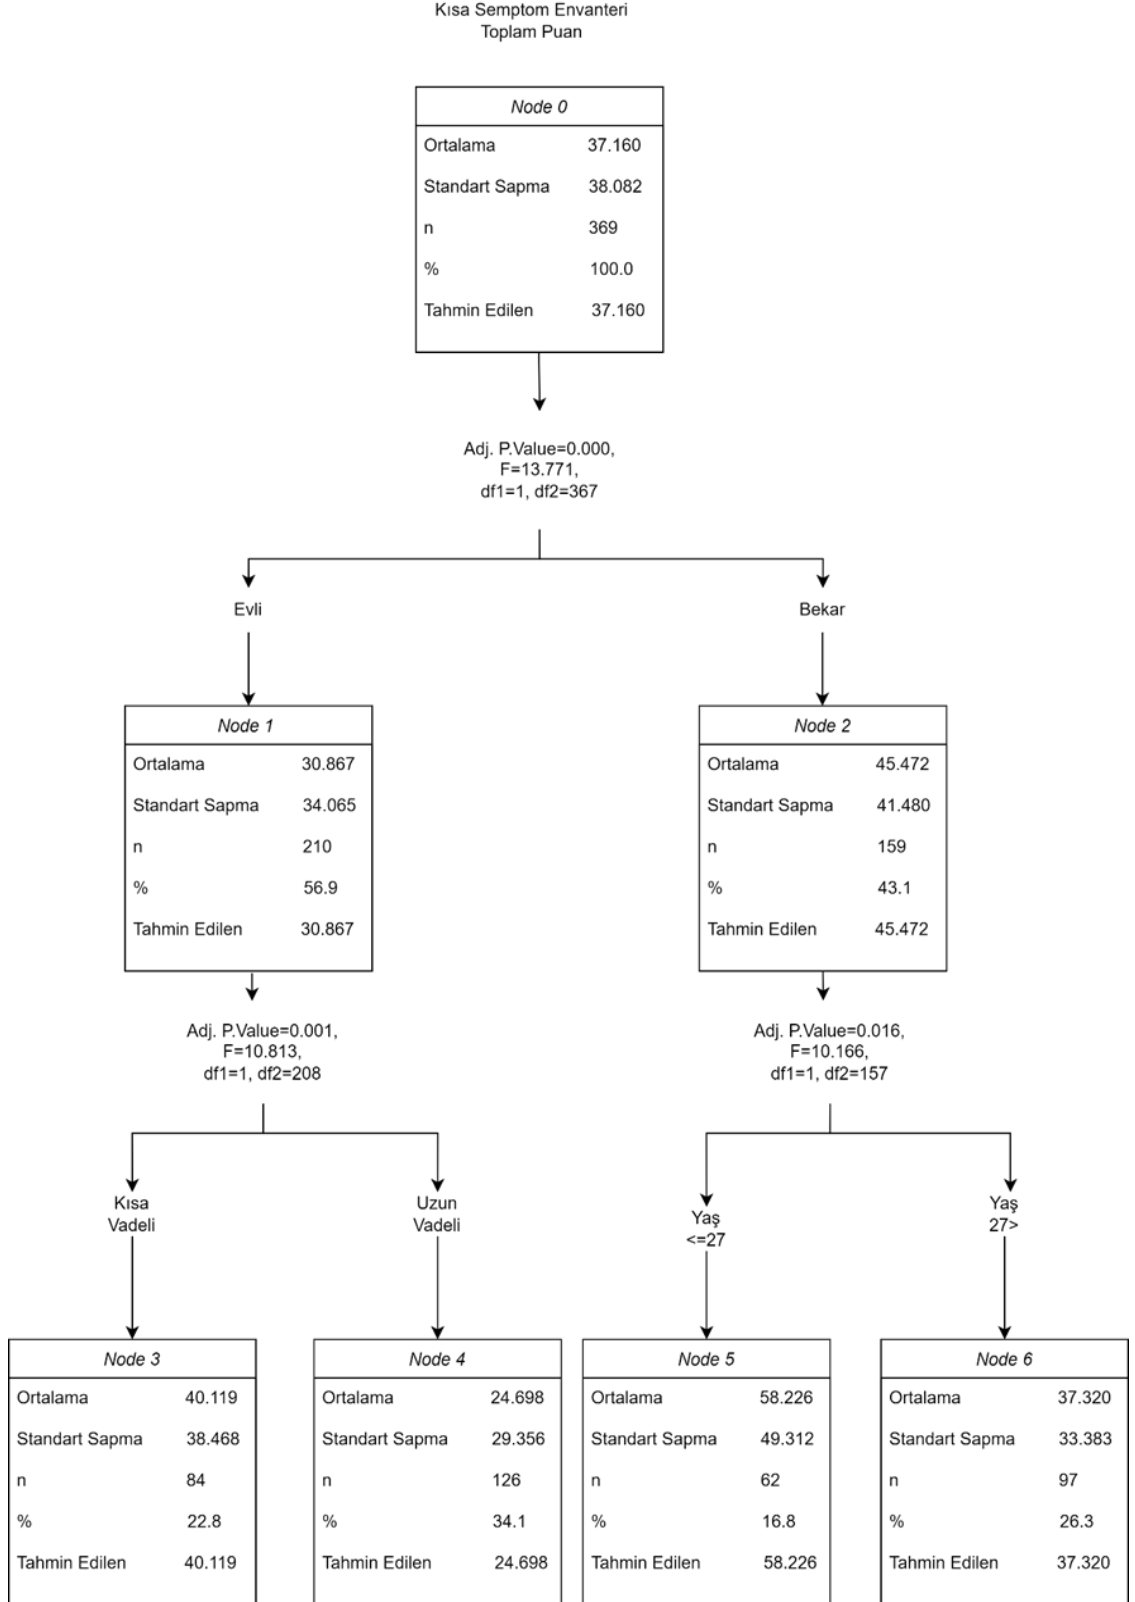 Kısa Semptom Envanteri
Toplam Puan
Node 0
Ortalama 37.160
Standart Sapma 38.082
n 369
% 100.0
Tahmin Edilen 37.160
Adj. P.Value=0.000,
F=13.771,
df1=1, df2=367
Evli
Bekar
Node 1
Ortalama 30.867
Standart Sapma 34.065
n 210
% 56.9
Tahmin Edilen 30.867
Node 2
Ortalama 45.472
Standart Sapma 41.480
n 159
% 43.1
Tahmin Edilen 45.472
Adj. P.Value=0.001,
F=10.813,
df1=1, df2=208
Adj. P.Value=0.016,
F=10.166,
df1=1, df2=157
Kısa
Vadeli
Uzun
Vadeli
Yaş
<=27
Yaş
27>
Node 3
Ortalama 40.119
Standart Sapma 38.468
n 84
% 22.8
Tahmin Edilen 40.119
Node 4
Ortalama 24.698
Standart Sapma 29.356
n 126
% 34.1
Tahmin Edilen 24.698
Node 5
Ortalama 58.226
Standart Sapma 49.312
n 62
% 16.8
Tahmin Edilen 58.226
Node 6
Ortalama 37.320
Standart Sapma 33.383
n 97
% 26.3
Tahmin Edilen 37.320